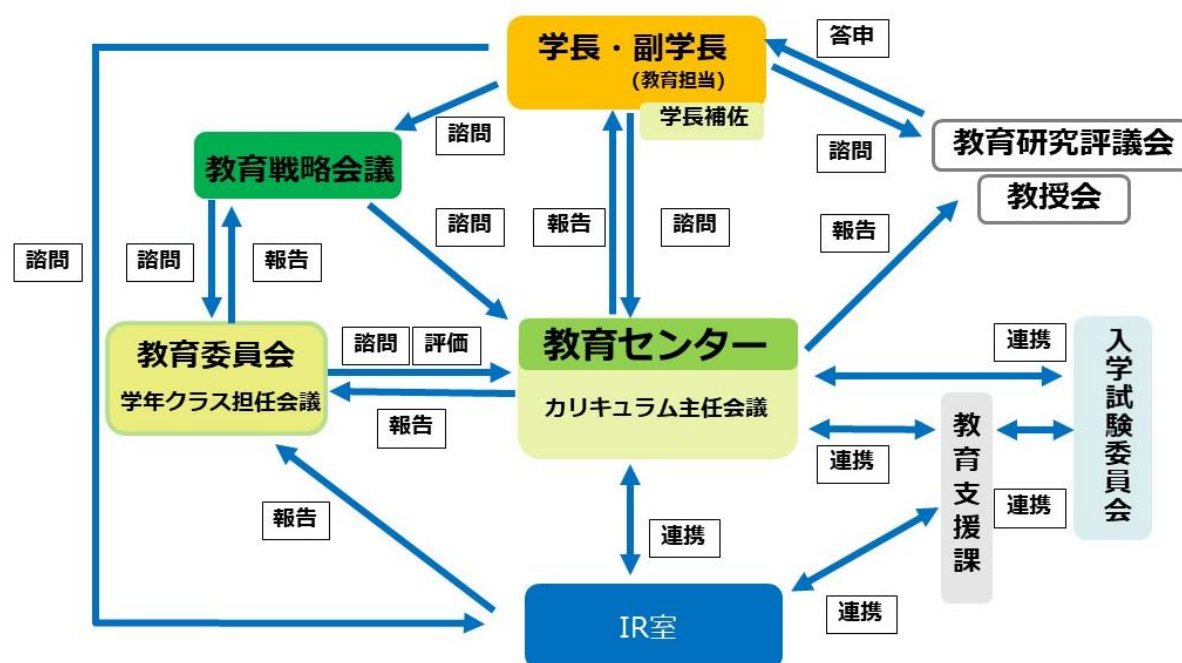 学長・副学長
(教育担当)
学長補佐
答申
諮問
諮問
教育研究評議会
教授会
教育戦略会議
諮問
報告
諮問
報告
諮問
諮問
報告
教育委員会
学年クラス担任会議
諮問
評価
報告
教育センター
カリキュラム主任会議
連携
入学試験委員会
連携
教育支援課
連携
報告
連携
IR室
連携